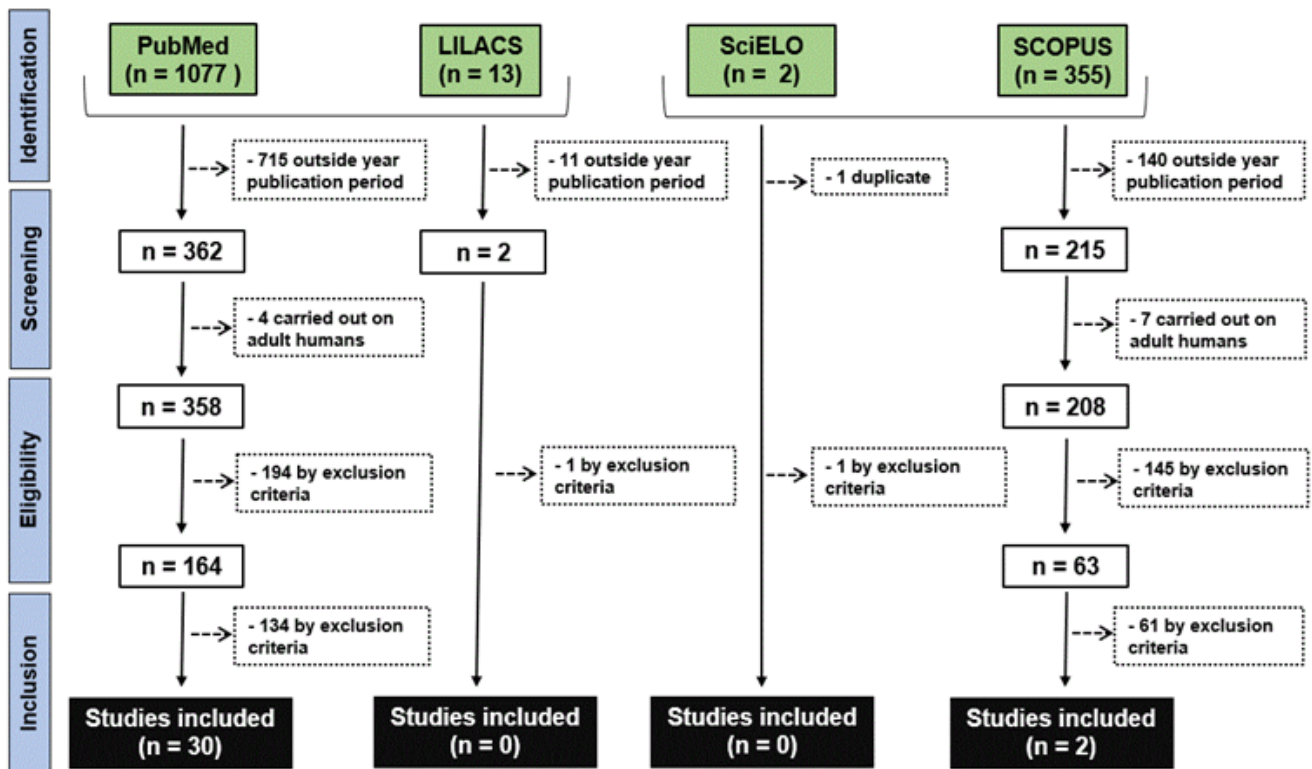 Identification
PubMed
(n = 1077 )
LILACS
(n = 13)
SciELO
(n =  2)
SCOPUS
(n = 355)
- 715 outside year
publication period
- 11 outside year
publication period
- 1 duplicate
- 140 outside year
publication period
Screening
n = 362
n = 2
n = 215
- 4 carried out on
adult humans
- 7 carried out on
adult humans
Eligibility
n = 358
n = 208
- 194 by exclusion
criteria
- 1 by exclusion
criteria
- 1 by exclusion
criteria
- 145 by exclusion
criteria
n = 164
n = 63
Inclusion
- 134 by exclusion
criteria
- 61 by exclusion
criteria
Studies included
(n = 30)
Studies included
(n = 0)
Studies included
(n = 0)
Studies included
(n = 2)